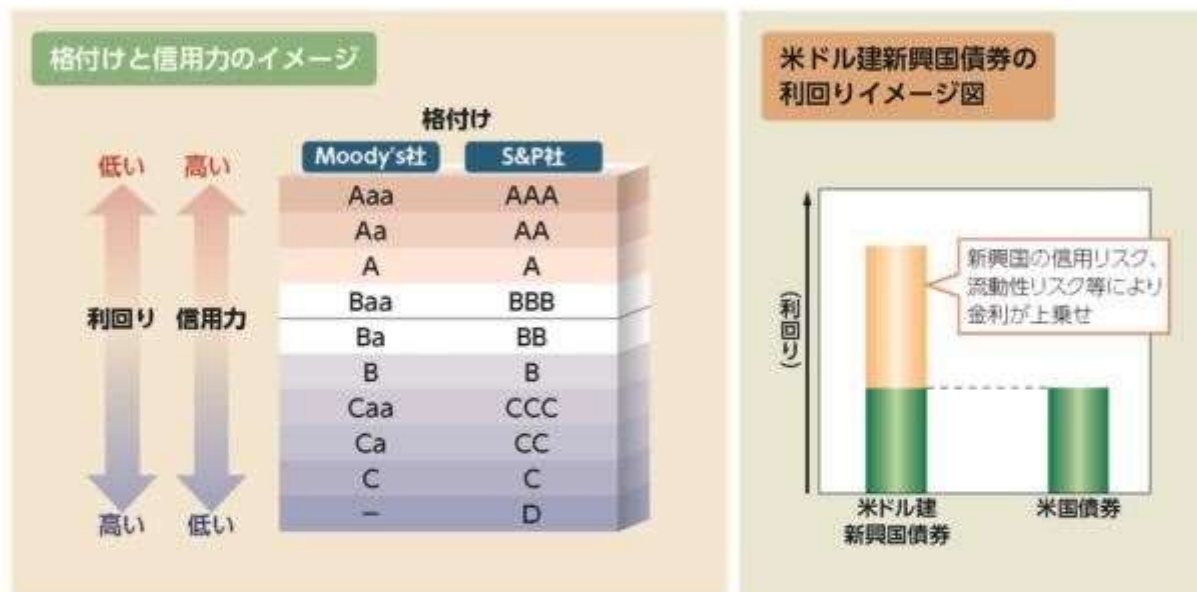 格付けと信用力のイメージ
格付け
低い 高い Moody's社 S&P社
Aaa AAA
Aa AA
A A
Baa BBB
利回り 信用力
Ba BB
B B
Caa CCC
Ca CC
C C
高い 低い – D
米ドル建新興国債券の
利回りイメージ図
(利回り)
新興国の信用リスク、
流動性リスク等により
金利が上乗せ
米ドル建
新興国債券
米国債券